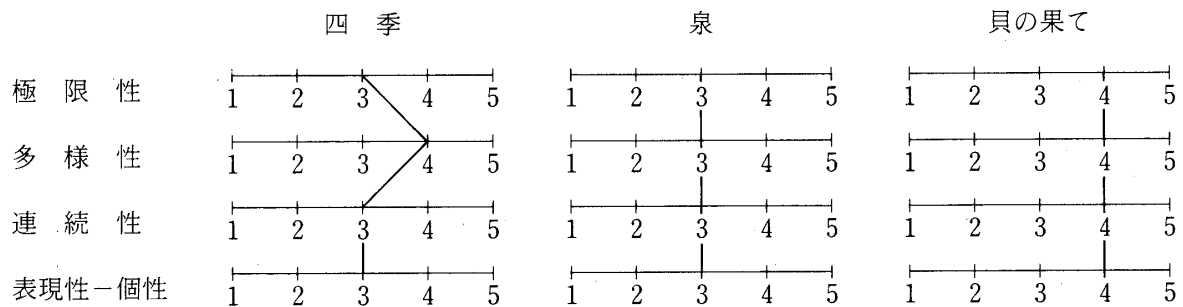 四季 泉 貝の果て
極限性 1 2 3 4 5 1 2 3 4 5 1 2 3 4 5
多様性 1 2 3 4 5 1 2 3 4 5 1 2 3 4 5
連続性 1 2 3 4 5 1 2 3 4 5 1 2 3 4 5
表現性－個性 1 2 3 4 5 1 2 3 4 5 1 2 3 4 5